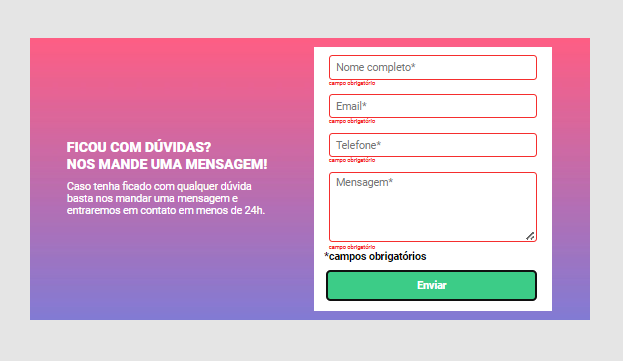 FICOU COM DÚVIDAS?
NOS MANDE UMA MENSAGEM!
Caso tenha ficado com qualquer dúvida
basta nos mandar uma mensagem e
entraremos em contato em menos de 24h.
Nome completo*
campo obrigatório
Email*
campo obrigatório
Telefone*
campo obrigatório
Mensagem*
campo obrigatório
*campos obrigatórios
Enviar